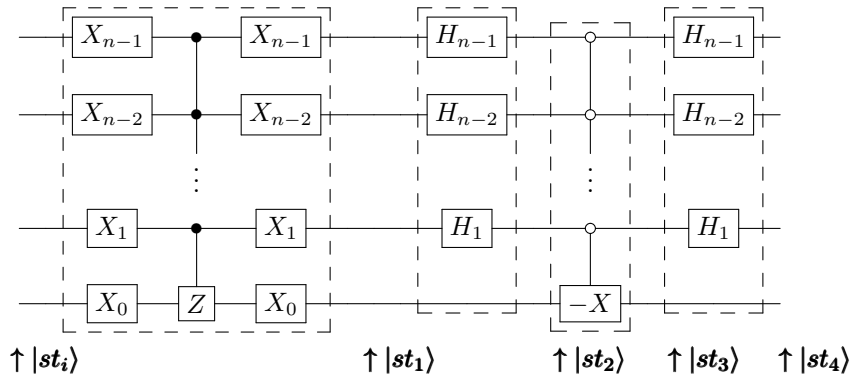 X_{n-1} X_{n-1} H_{n-1} H_{n-1}
X_{n-2} X_{n-2} H_{n-2} H_{n-2}
⋮ ⋮
X_1 X_1 H_1 H_1
X_0 Z X_0 −X
↑ |st_i⟩ ↑ |st_1⟩ ↑ |st_2⟩ ↑ |st_3⟩ ↑ |st_4⟩